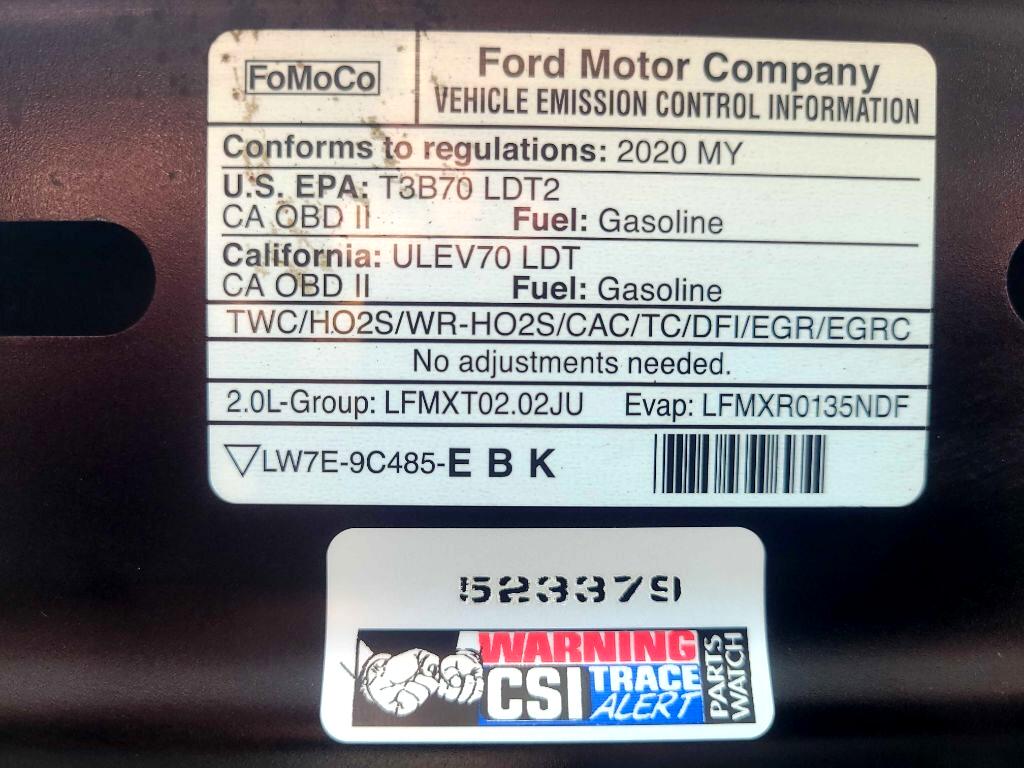 FoMoCo
Ford Motor Company
VEHICLE EMISSION CONTROL INFORMATION
Conforms to regulations: 2020 MY
U.S. EPA: T3B70 LDT2
CA OBD II Fuel: Gasoline
California: ULEV70 LDT
CA OBD II Fuel: Gasoline
TWC/HO2S/WR-HO2S/CAC/TC/DFI/EGR/EGRC
No adjustments needed.
2.0L-Group: LFMXT02.02JU Evap: LFMXR0135NDF
LW7E-9C485-E B K
523379
WARNING
CSI TRACE
ALERT
PARTS
WATCH